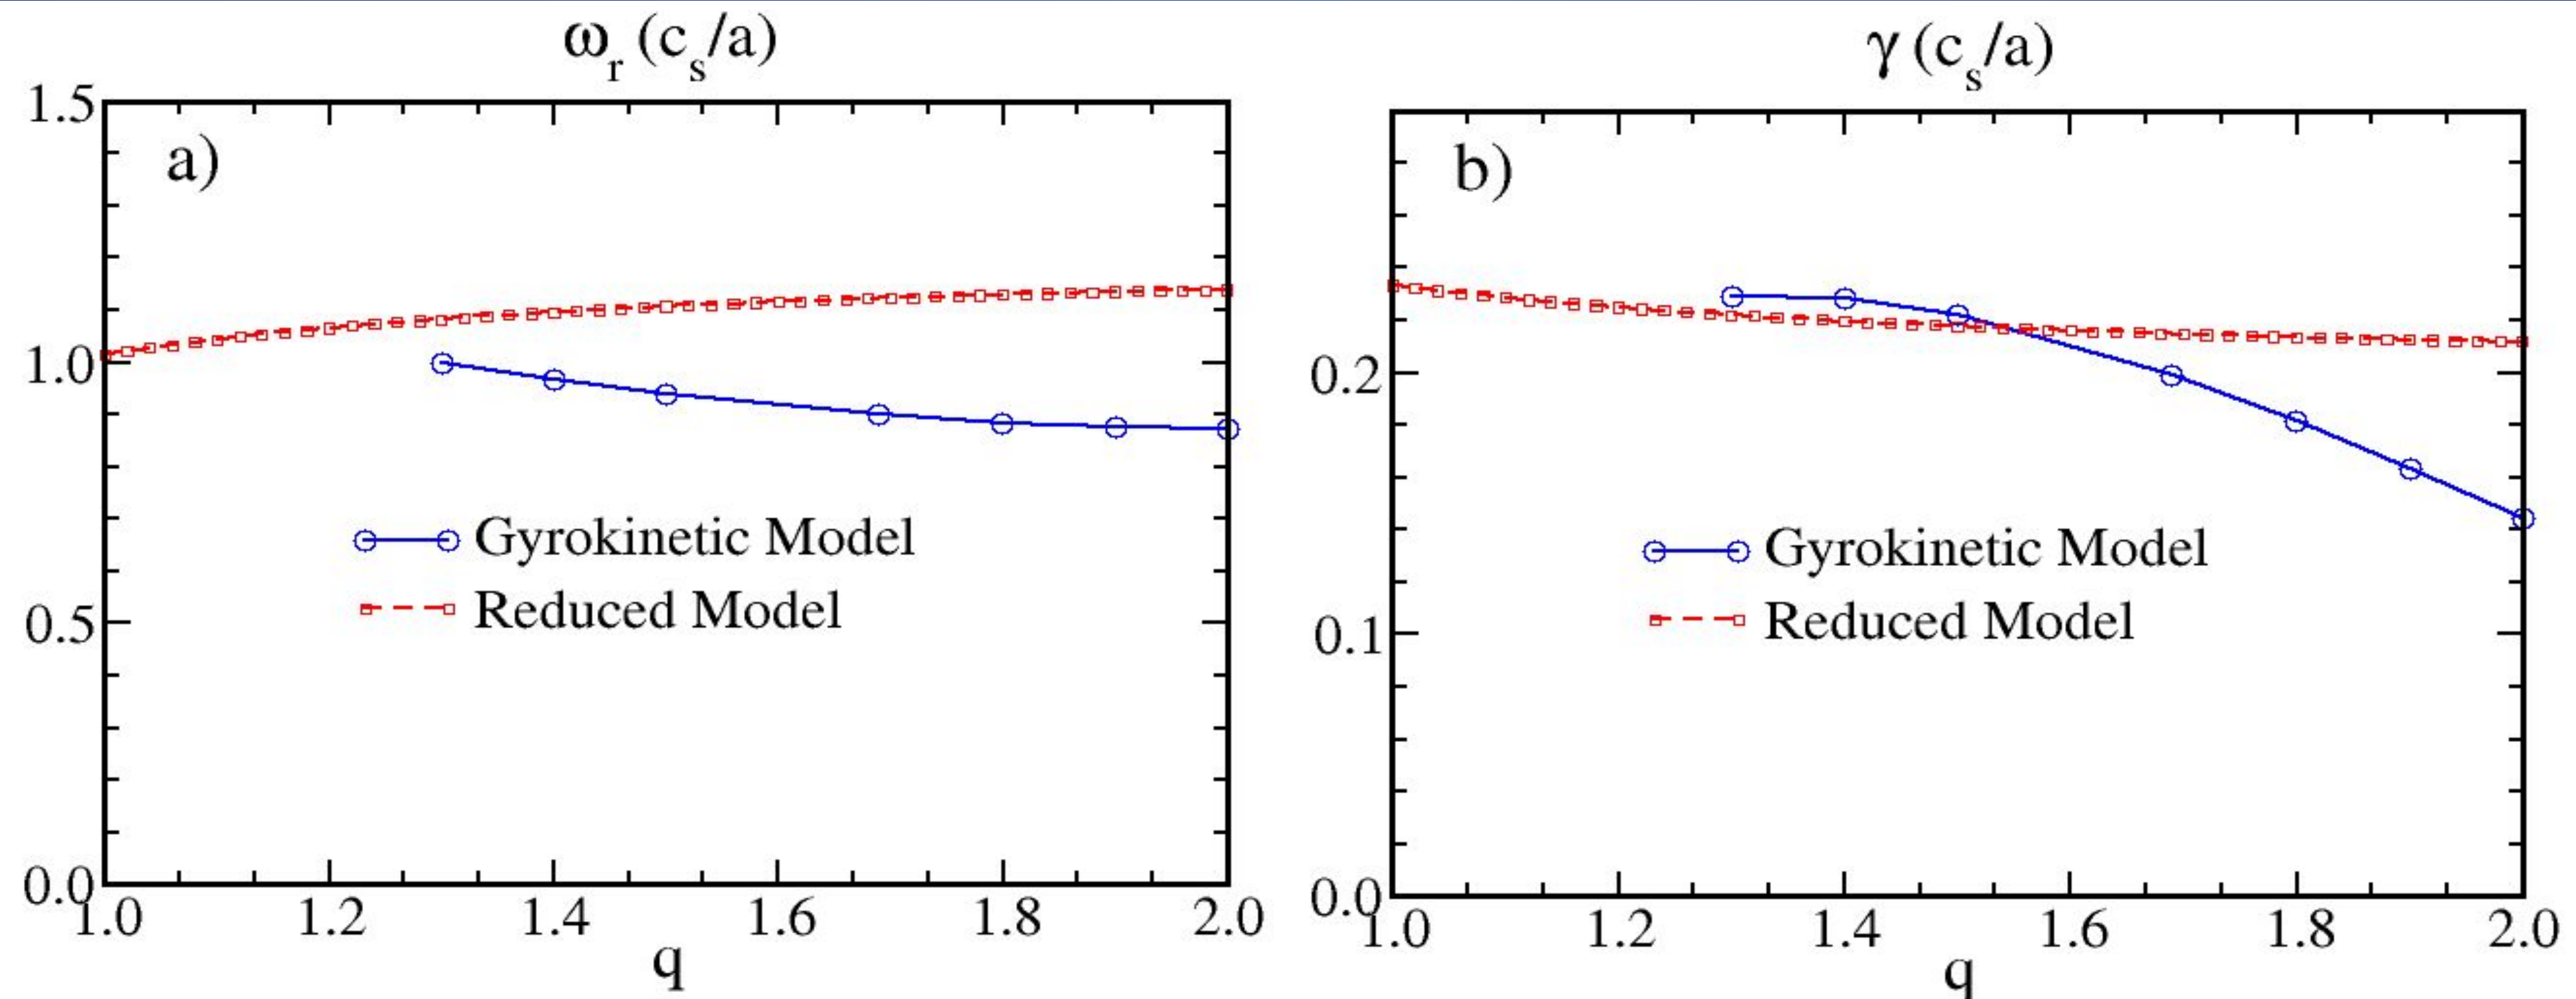 ω_r (c_s/a)
1.5
1.0
0.5
0.0
a)
Gyrokinetic Model
Reduced Model
1.0 1.2 1.4 1.6 1.8 2.0
q
γ (c_s/a)
0.2
0.1
0.0
b)
Gyrokinetic Model
Reduced Model
1.0 1.2 1.4 1.6 1.8 2.0
q